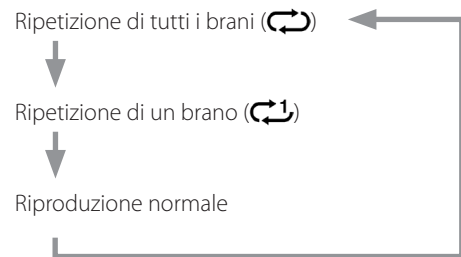 Ripetizione di tutti i brani (🔁)
Ripetizione di un brano (🔂)
Riproduzione normale